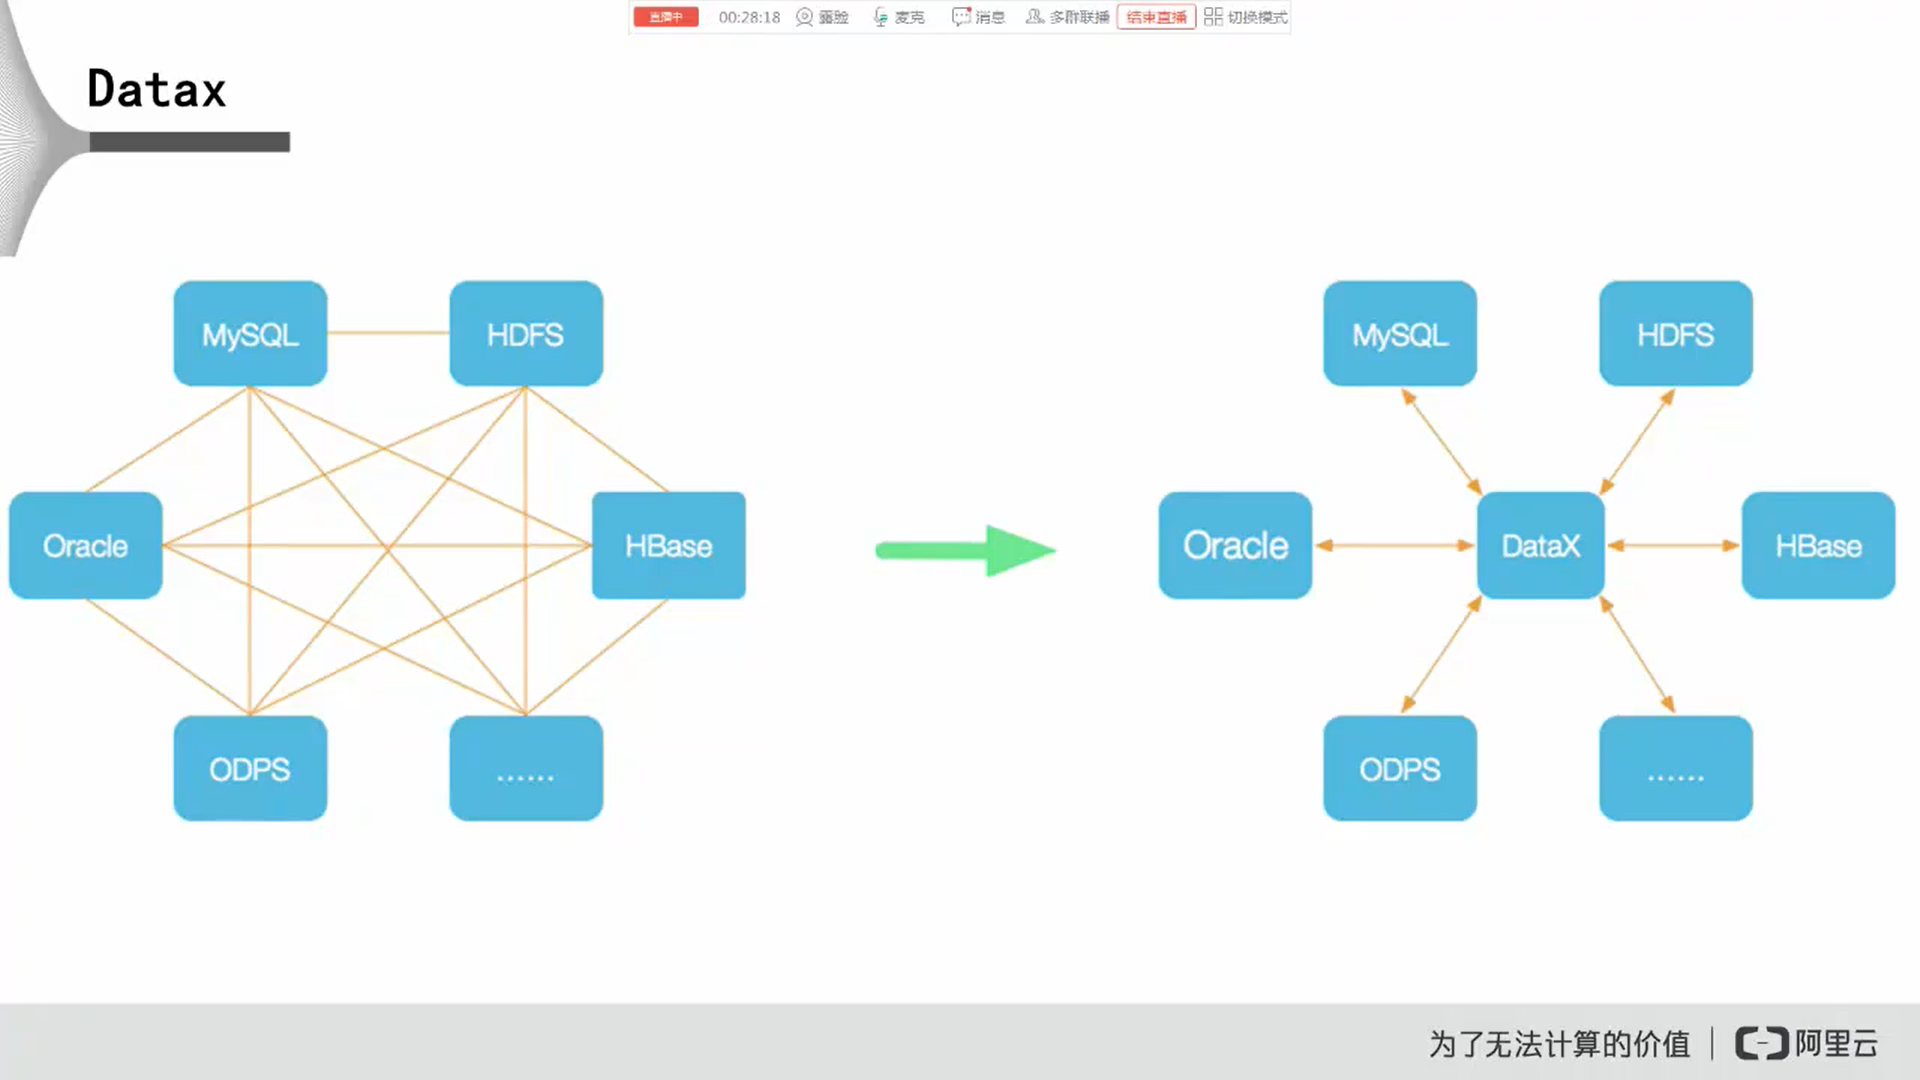 直播中 00:28:18 露脸 麦克 消息 多群联播 结束直播 切换模式
Datax
MySQL HDFS
Oracle HBase
ODPS ......
MySQL HDFS
Oracle DataX HBase
ODPS ......
为了无法计算的价值 | 阿里云